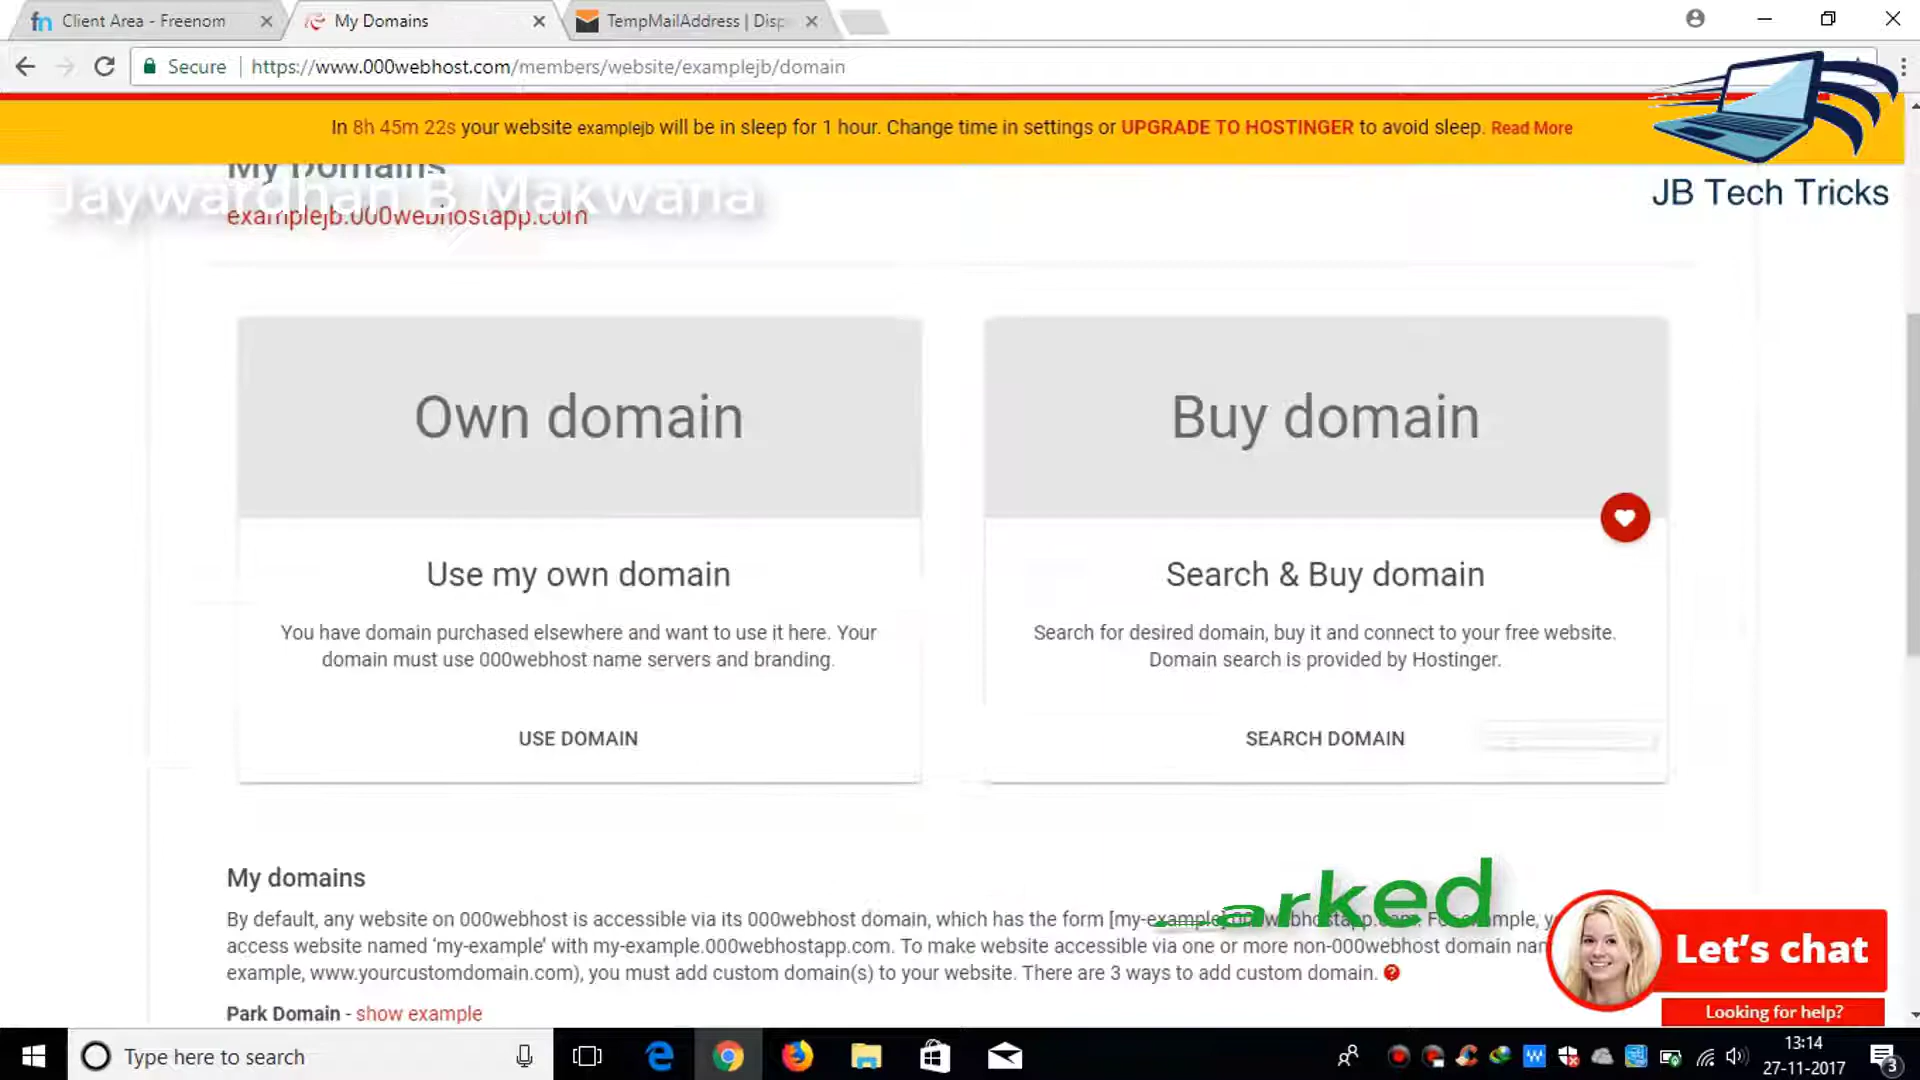 Client Area - Freenom
My Domains
TempMailAddress | Disp
Secure
https://www.000webhost.com/members/website/examplejb/domain
In 8h 45m 22s your website examplejb will be in sleep for 1 hour. Change time in settings or UPGRADE TO HOSTINGER to avoid sleep. Read More
My Domains
Jaywardhan B Makwana
JB Tech Tricks
examplejb.000webhostapp.com
Own domain
Buy domain
Use my own domain
Search & Buy domain
You have domain purchased elsewhere and want to use it here. Your
domain must use 000webhost name servers and branding.
Search for desired domain, buy it and connect to your free website.
Domain search is provided by Hostinger.
USE DOMAIN
SEARCH DOMAIN
My domains
arked
By default, any website on 000webhost is accessible via its 000webhost domain, which has the form [my-example].000webhostapp.com. For example, y
access website named 'my-example' with my-example.000webhostapp.com. To make website accessible via one or more non-000webhost domain nam
example, www.yourcustomdomain.com), you must add custom domain(s) to your website. There are 3 ways to add custom domain.
Let's chat
Looking for help?
Park Domain - show example
Type here to search
13:14
27-11-2017
3